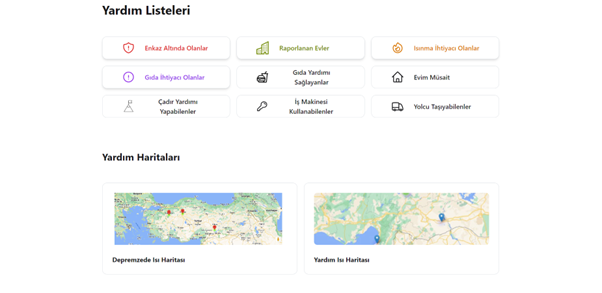 Yardım Listeleri
Enkaz Altında Olanlar
Raporlanan Evler
Isınma İhtiyacı Olanlar
Gıda İhtiyacı Olanlar
Gıda Yardımı
Sağlayanlar
Evim Müsait
Çadır Yardımı
Yapabilenler
İş Makinesi
Kullanabilenler
Yolcu Taşıyabilenler
Yardım Haritaları
Depremzede Isı Haritası
Yardım Isı Haritası